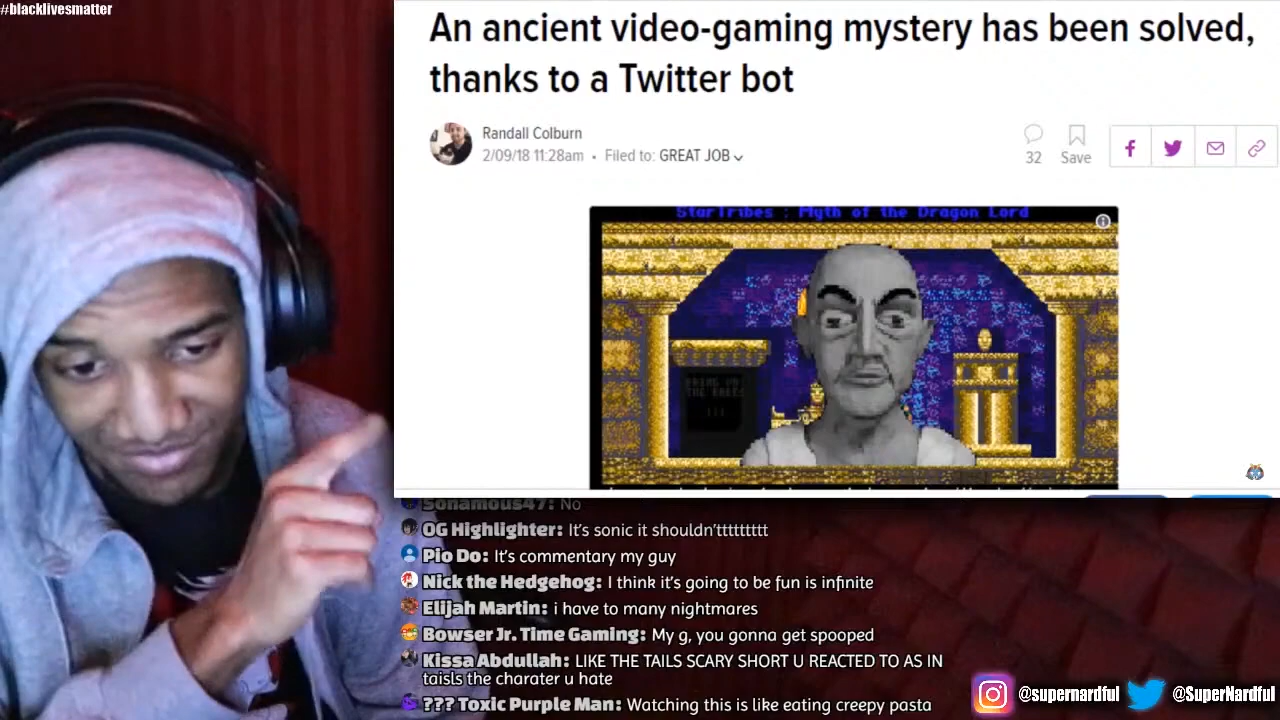 #blacklivesmatter
An ancient video-gaming mystery has been solved,
thanks to a Twitter bot
Randall Colburn
2/09/18 11:28am • Filed to: GREAT JOB
32
Save
StarTribes : Myth of the Dragon Lord
Sonamous47: No
OG Highlighter: It's sonic it shouldn'ttttttttt
Pio Do: It's commentary my guy
Nick the Hedgehog: I think it's going to be fun is infinite
Elijah Martin: i have to many nightmares
Bowser Jr. Time Gaming: My g, you gonna get spooped
Kissa Abdullah: LIKE THE TAILS SCARY SHORT U REACTED TO AS IN
taisls the charater u hate
??? Toxic Purple Man: Watching this is like eating creepy pasta
@supernardful
@SuperNardful